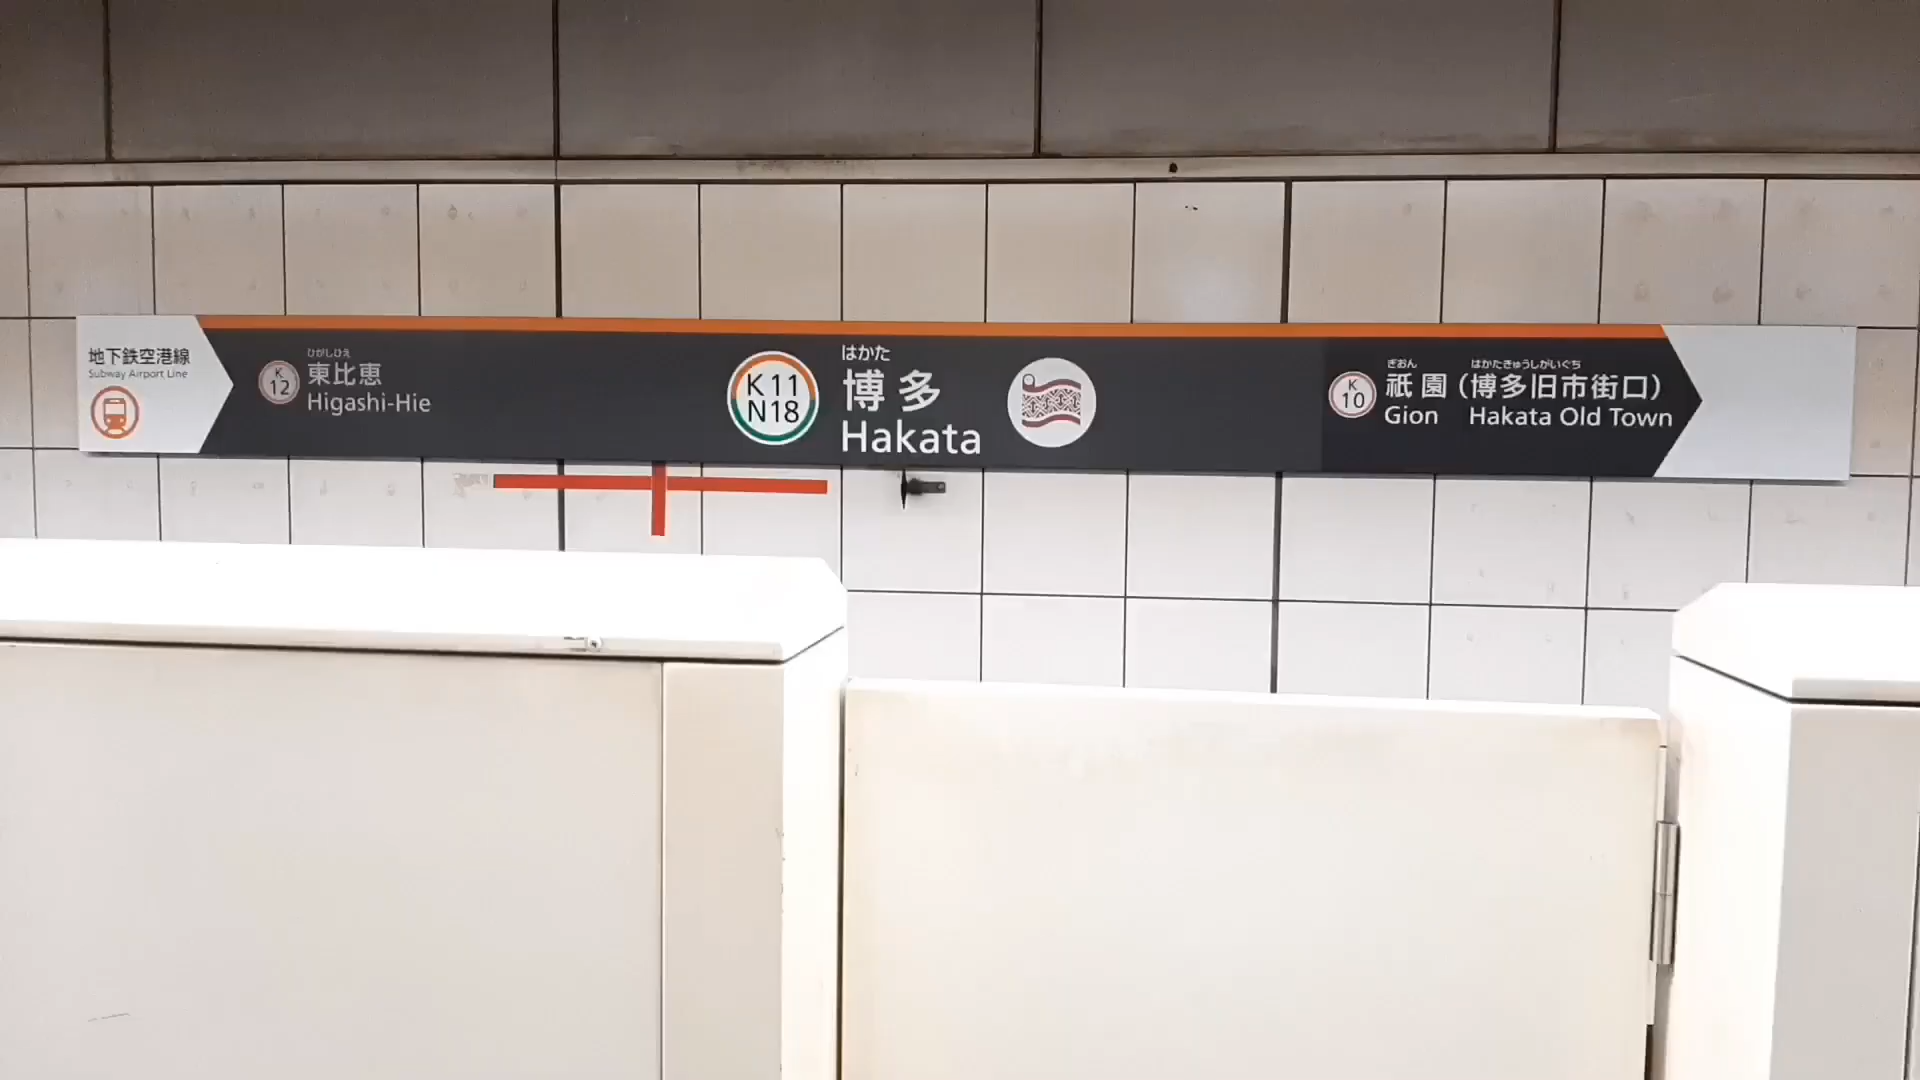 地下鉄空港線
Subway Airport Line
K
12
ひがしひえ
東比恵
Higashi-Hie
K 11
N18
はかた
博多
Hakata
K
10
ぎおん はかたきゅうしがいぐち
祇園 (博多旧市街口)
Gion Hakata Old Town